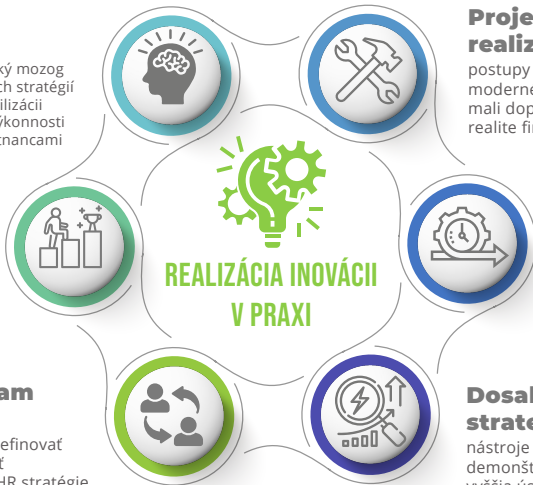 ký mozog
ch stratégií
ilizácii
ýkonnosti
tnancami
Proje
realiz
postupy
moderne
mali dop
realite fi
REALIZÁCIA INOVÁCII
V PRAXI
am
efinovať
ť
HR stratégie
Dosal
strate
nástroje
demonšt